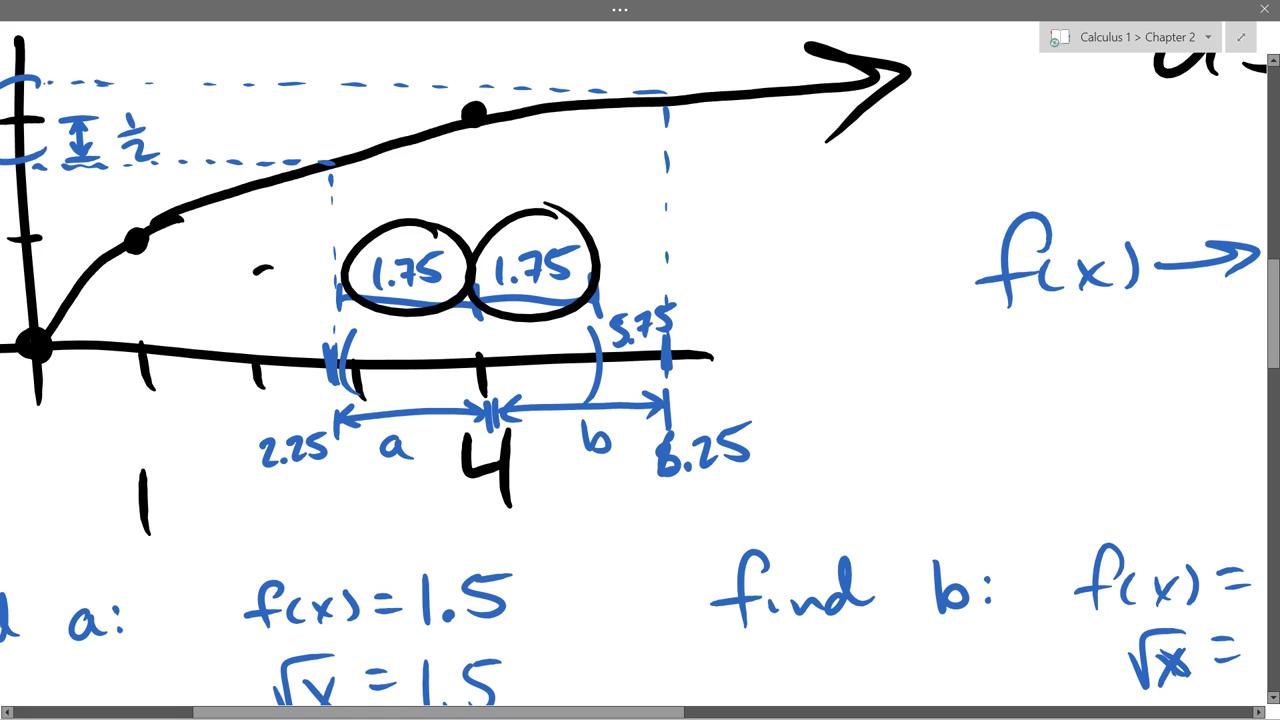 Calculus 1 > Chapter 2
1/2
1.75 1.75
f(x) →
5.75
2.25 a 4 b 6.25
1
a: f(x) = 1.5 find b: f(x) =
√x = 1.5 √x =